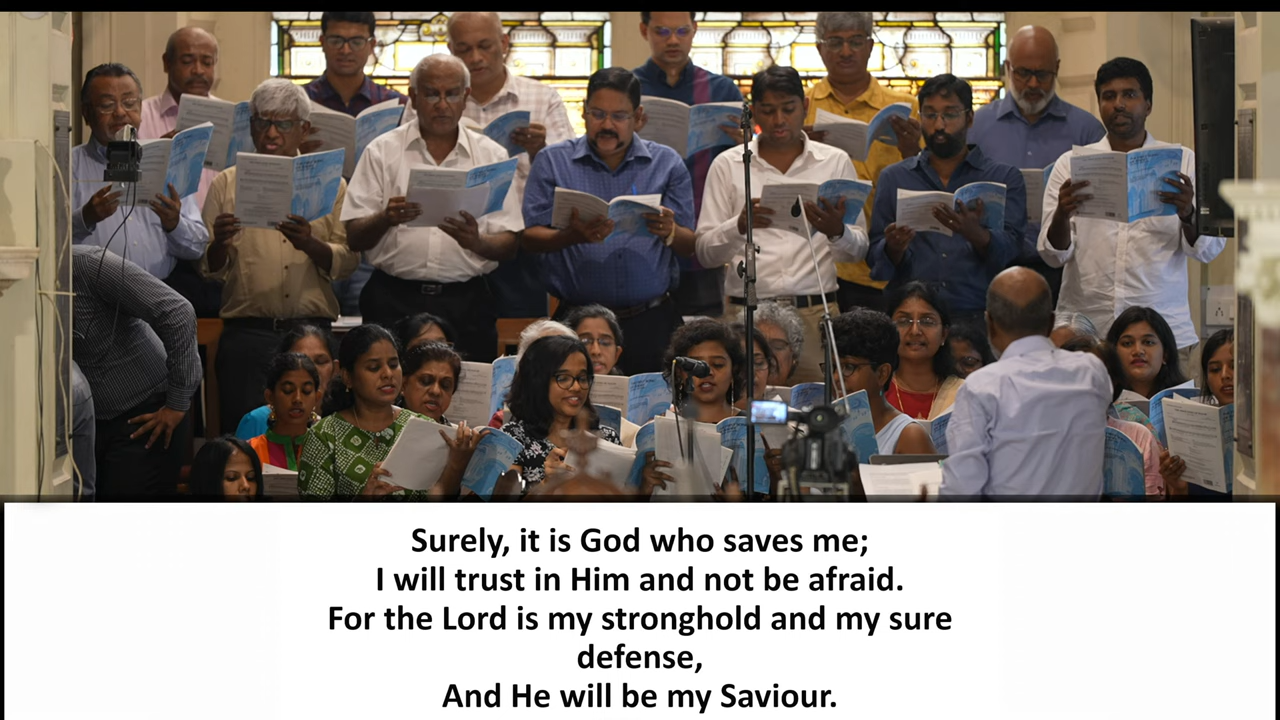 Surely, it is God who saves me;
I will trust in Him and not be afraid.
For the Lord is my stronghold and my sure
defense,
And He will be my Saviour.